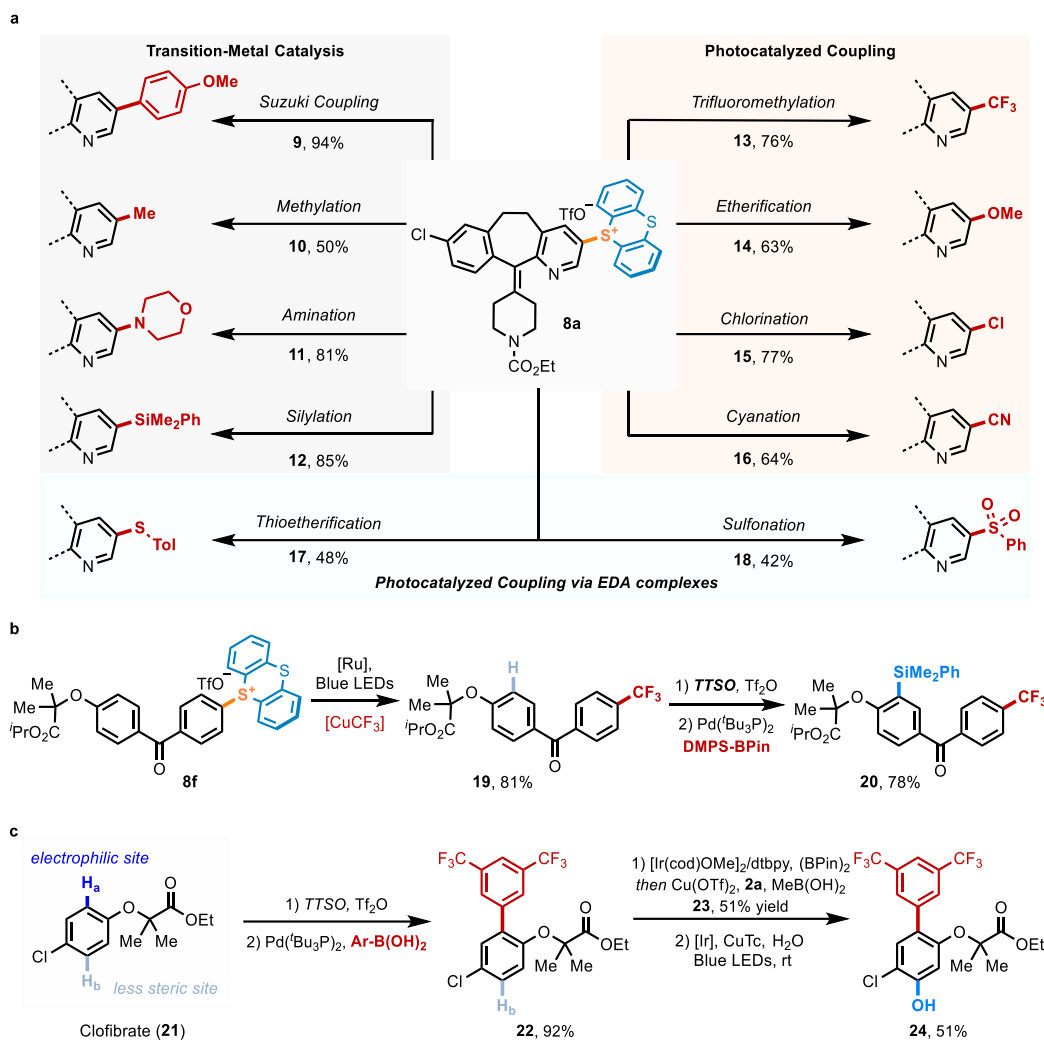 a
Transition-Metal Catalysis
Photocatalyzed Coupling
OMe
N
Suzuki Coupling
9, 94%
Trifluoromethylation
13, 76%
CF3
N
Me
N
Methylation
10, 50%
Etherification
14, 63%
OMe
N
N
O
N
Amination
11, 81%
Chlorination
15, 77%
Cl
N
SiMe2Ph
N
Silylation
12, 85%
Cyanation
16, 64%
CN
N
TfO−
S
S+
Cl
N
8a
N
CO2Et
S
Tol
N
Thioetherification
17, 48%
Sulfonation
18, 42%
O
O
S
Ph
N
Photocatalyzed Coupling via EDA complexes
b
TfO−
S
S+
Me
Me
O
iPrO2C
O
8f
[Ru],
Blue LEDs
[CuCF3]
H
Me
Me
O
iPrO2C
O
CF3
19, 81%
1) TTSO, Tf2O
2) Pd(tBu3P)2
DMPS-BPin
SiMe2Ph
Me
Me
O
iPrO2C
O
CF3
20, 78%
c
electrophilic site
Ha
O
O
OEt
Me
Me
Cl
Hb
less steric site
Clofibrate (21)
1) TTSO, Tf2O
2) Pd(tBu3P)2, Ar-B(OH)2
F3C
CF3
O
O
OEt
Me
Me
Cl
Hb
22, 92%
1) [Ir(cod)OMe]2/dtbpy, (BPin)2
then Cu(OTf)2, 2a, MeB(OH)2
23, 51% yield
2) [Ir], CuTc, H2O
Blue LEDs, rt
CF3
CF3
O
O
OEt
Me
Me
Cl
OH
24, 51%